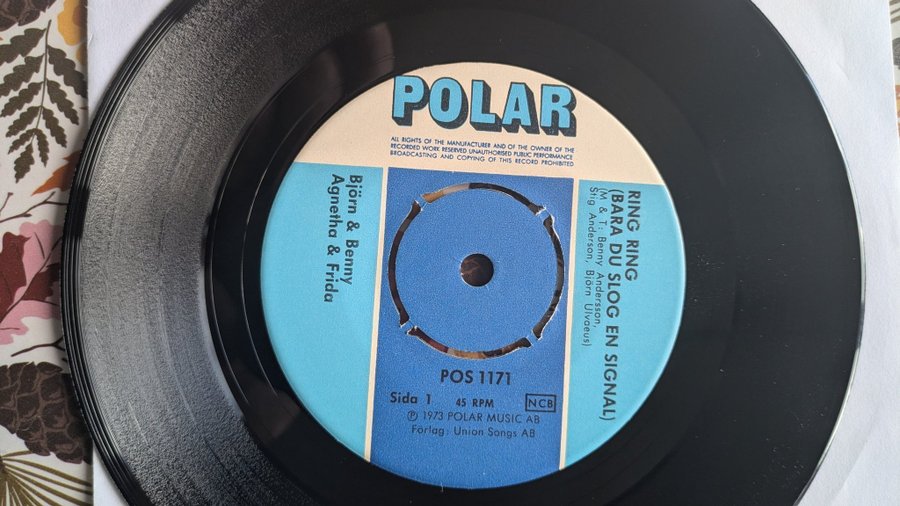 POLAR
ALL RIGHTS OF THE MANUFACTURER AND OF THE OWNER OF THE
RECORDED WORK RESERVED UNAUTHORISED PUBLIC PERFORMANCE
BROADCASTING AND COPYING OF THIS RECORD PROHIBITED
RING RING
(BARA DU SLOG EN SIGNAL)
(M & T: Benny Andersson,
Stig Anderson, Björn Ulvaeus)
Björn & Benny
Agnetha & Frida
POS 1171
Sida 1 45 RPM NCB
℗ 1973 POLAR MUSIC AB
Förlag: Union Songs AB